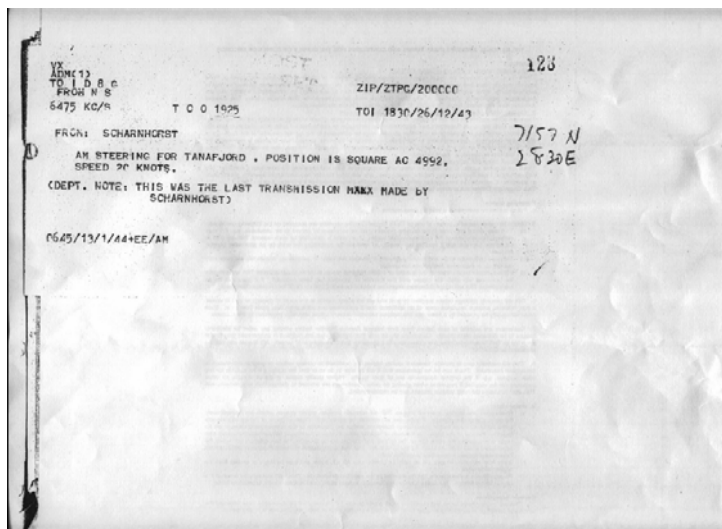 128
VX
ADM(1)
TO I D 8 G
FROM N S
ZIP/ZTPG/200000
6475 KC/S T O O 1925
TOI 1830/26/12/43
FROM: SCHARNHORST
7157 N
2830E
AM STEERING FOR TANAFJORD . POSITION IS SQUARE AC 4992,
SPEED 20 KNOTS.
(DEPT. NOTE: THIS WAS THE LAST TRANSMISSION MXMX MADE BY
SCHARNHORST)
0645/13/1/44+EE/AM